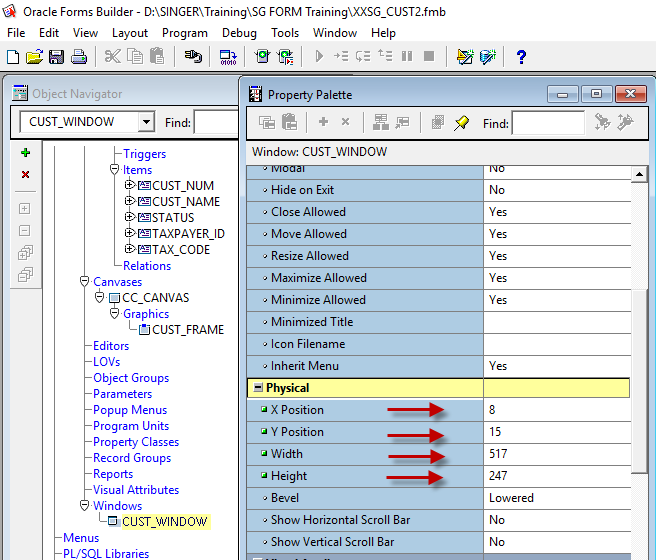 Oracle Forms Builder - D:\SINGER\Training\SG FORM Training\XXSG_CUST2.fmb
File Edit View Layout Program Debug Tools Window Help
Object Navigator
CUST_WINDOW Find:
Triggers
Items
CUST_NUM
CUST_NAME
STATUS
TAXPAYER_ID
TAX_CODE
Relations
Canvases
CC_CANVAS
Graphics
CUST_FRAME
Editors
LOVs
Object Groups
Parameters
Popup Menus
Program Units
Property Classes
Record Groups
Reports
Visual Attributes
Windows
CUST_WINDOW
Menus
PL/SQL Libraries
Property Palette
Find:
Window: CUST_WINDOW
Modal No
Hide on Exit No
Close Allowed Yes
Move Allowed Yes
Resize Allowed Yes
Maximize Allowed Yes
Minimize Allowed Yes
Minimized Title
Icon Filename
Inherit Menu Yes
Physical
X Position 8
Y Position 15
Width 517
Height 247
Bevel Lowered
Show Horizontal Scroll Bar No
Show Vertical Scroll Bar No